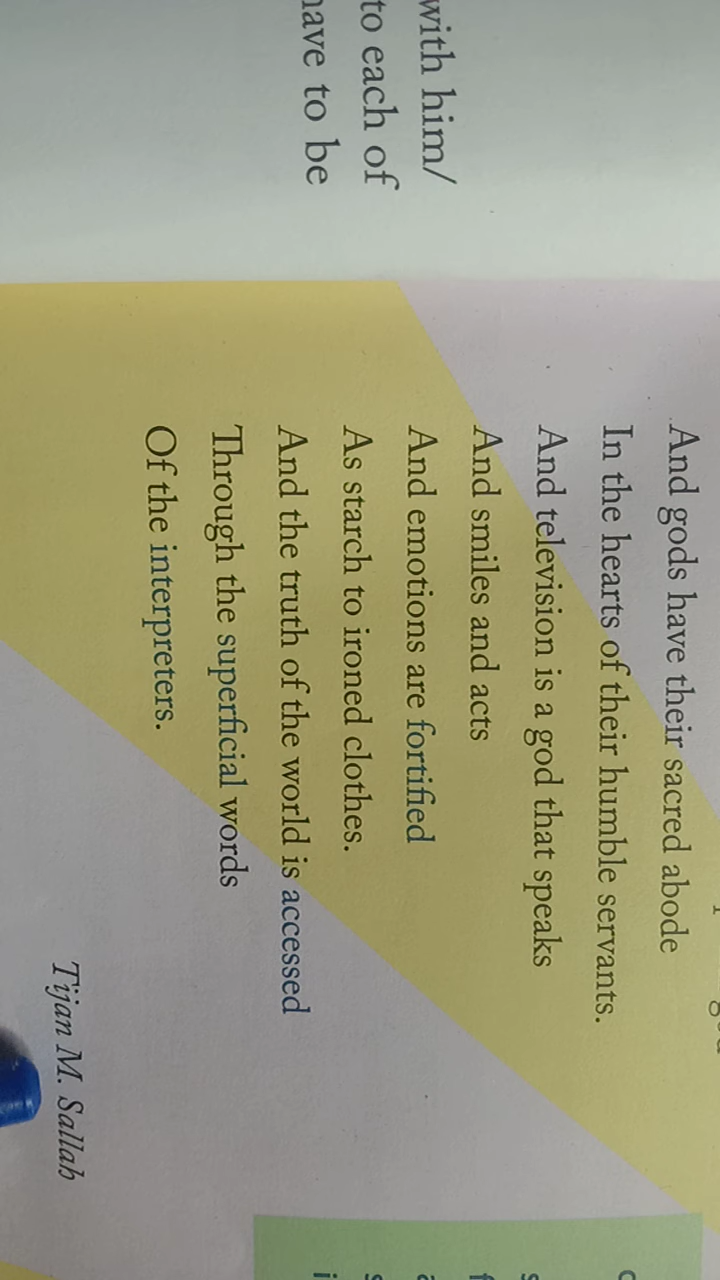 with him/
to each of
have to be
And gods have their sacred abode
In the hearts of their humble servants.
And television is a god that speaks
And smiles and acts
And emotions are fortified
As starch to ironed clothes.
And the truth of the world is accessed
Through the superficial words
Of the interpreters.
Tijan M. Sallah